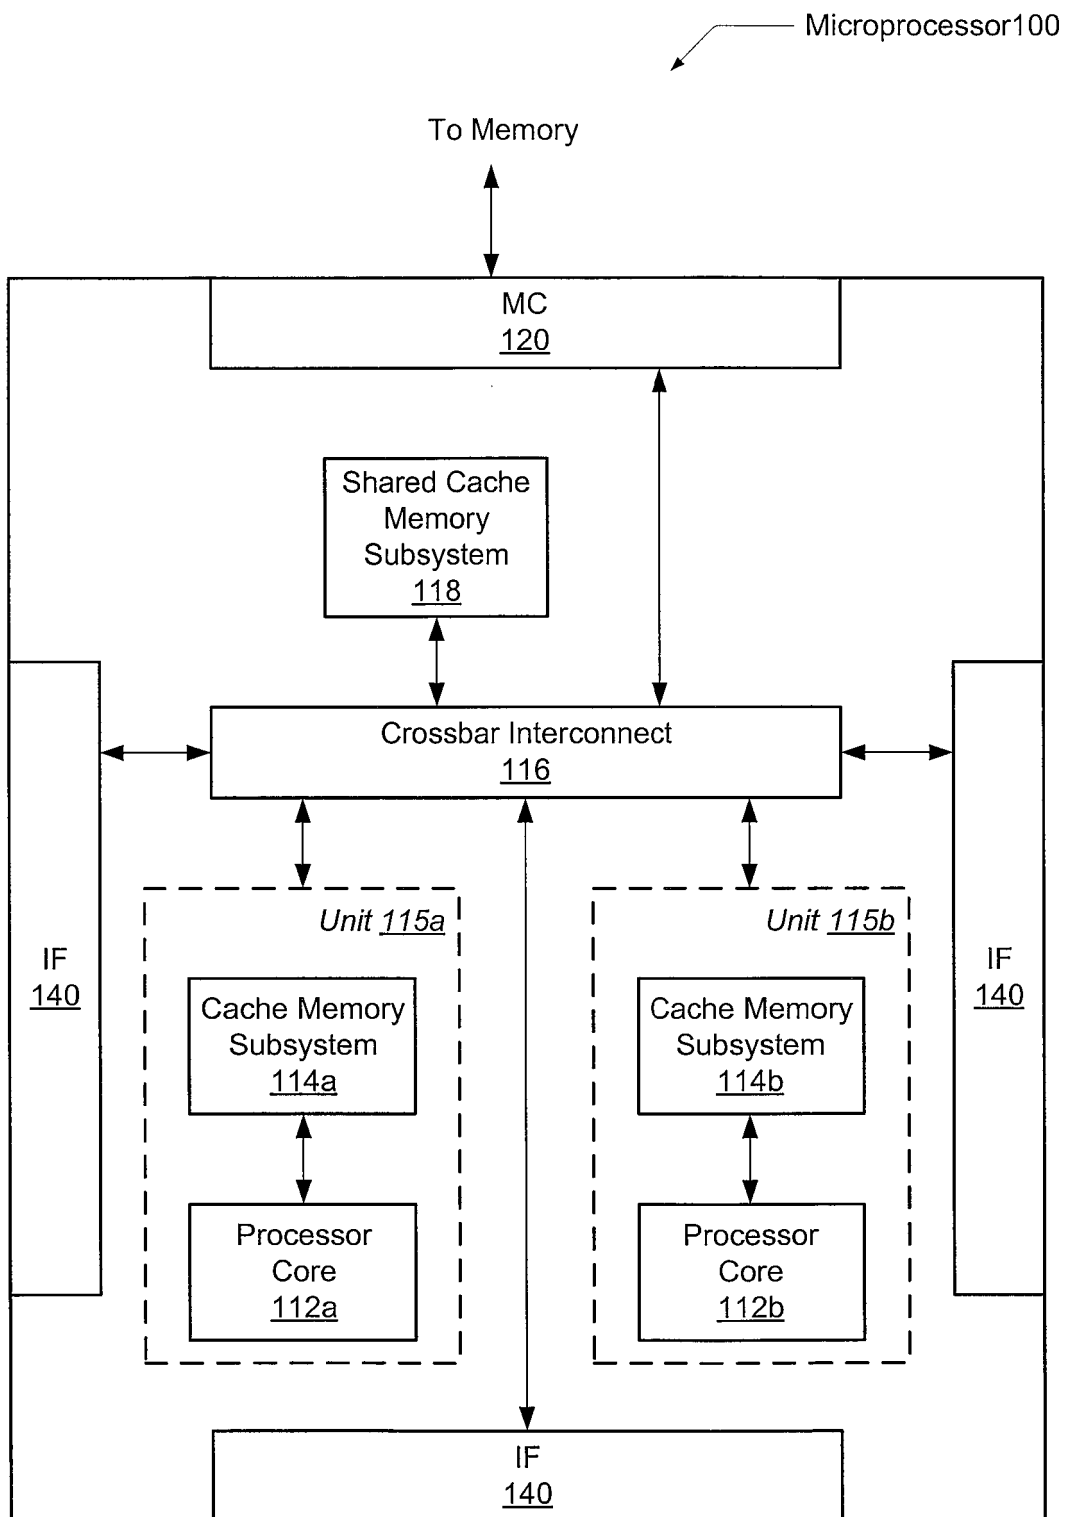 Microprocessor100
To Memory
MC
120
Shared Cache
Memory
Subsystem
118
Crossbar Interconnect
116
Unit 115a
Unit 115b
IF
140
IF
140
Cache Memory
Subsystem
114a
Cache Memory
Subsystem
114b
Processor
Core
112a
Processor
Core
112b
IF
140